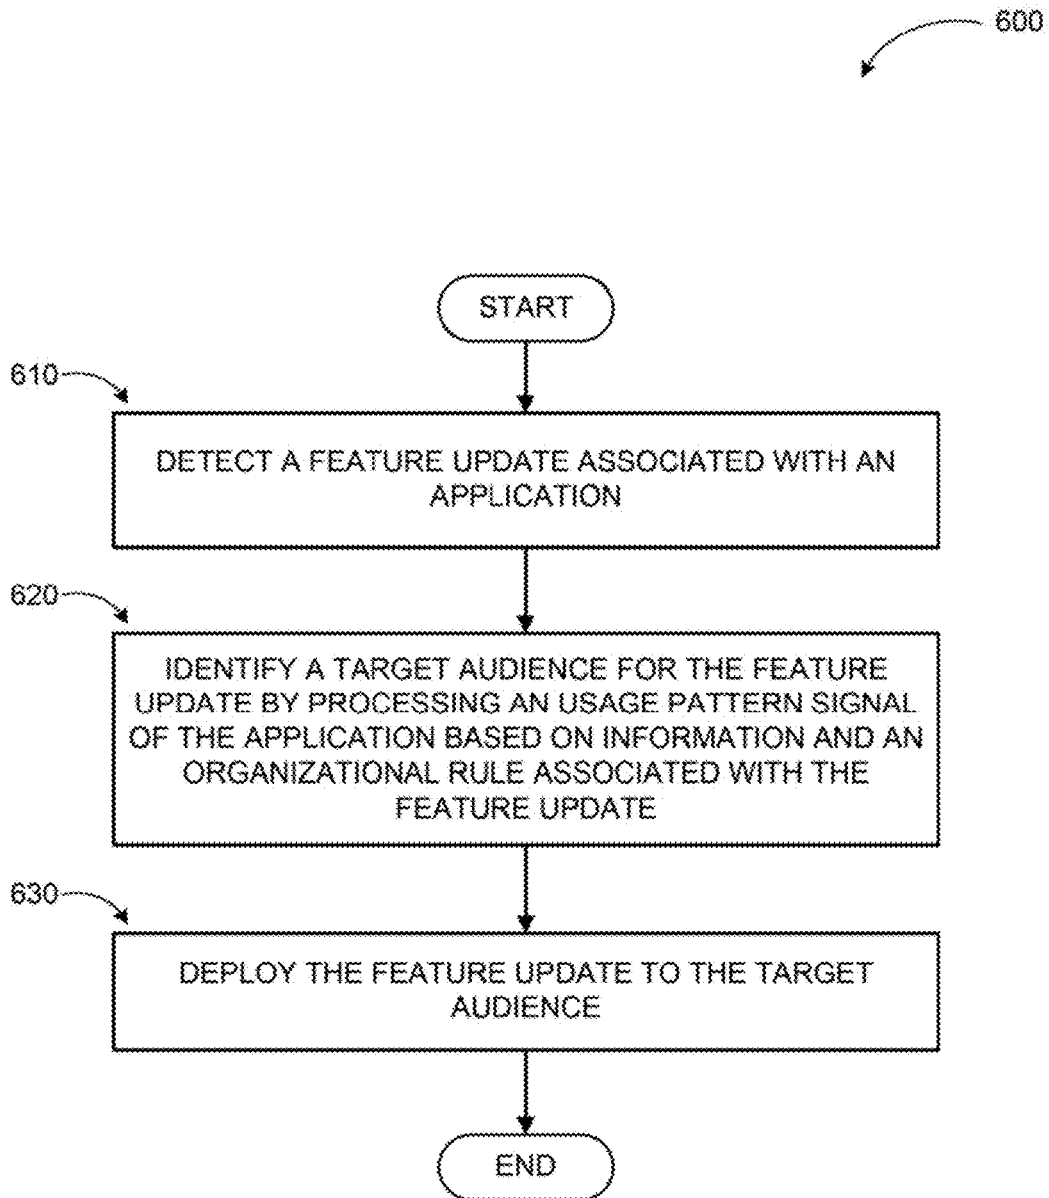 600
START
610
DETECT A FEATURE UPDATE ASSOCIATED WITH AN
APPLICATION
620
IDENTIFY A TARGET AUDIENCE FOR THE FEATURE
UPDATE BY PROCESSING AN USAGE PATTERN SIGNAL
OF THE APPLICATION BASED ON INFORMATION AND AN
ORGANIZATIONAL RULE ASSOCIATED WITH THE
FEATURE UPDATE
630
DEPLOY THE FEATURE UPDATE TO THE TARGET
AUDIENCE
END